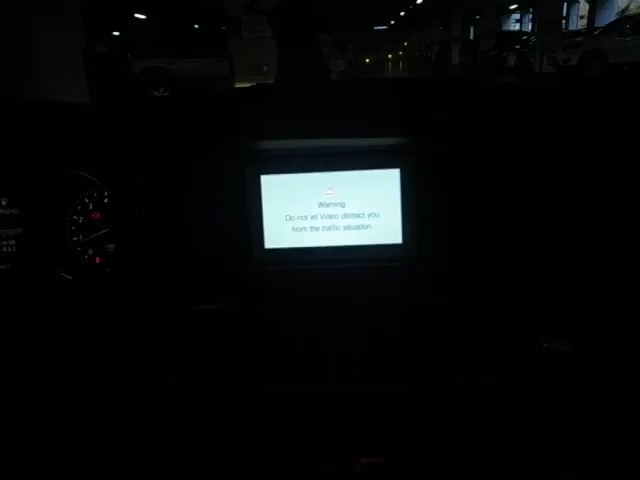 Warning
Do not let Video distract you
from the traffic situation.